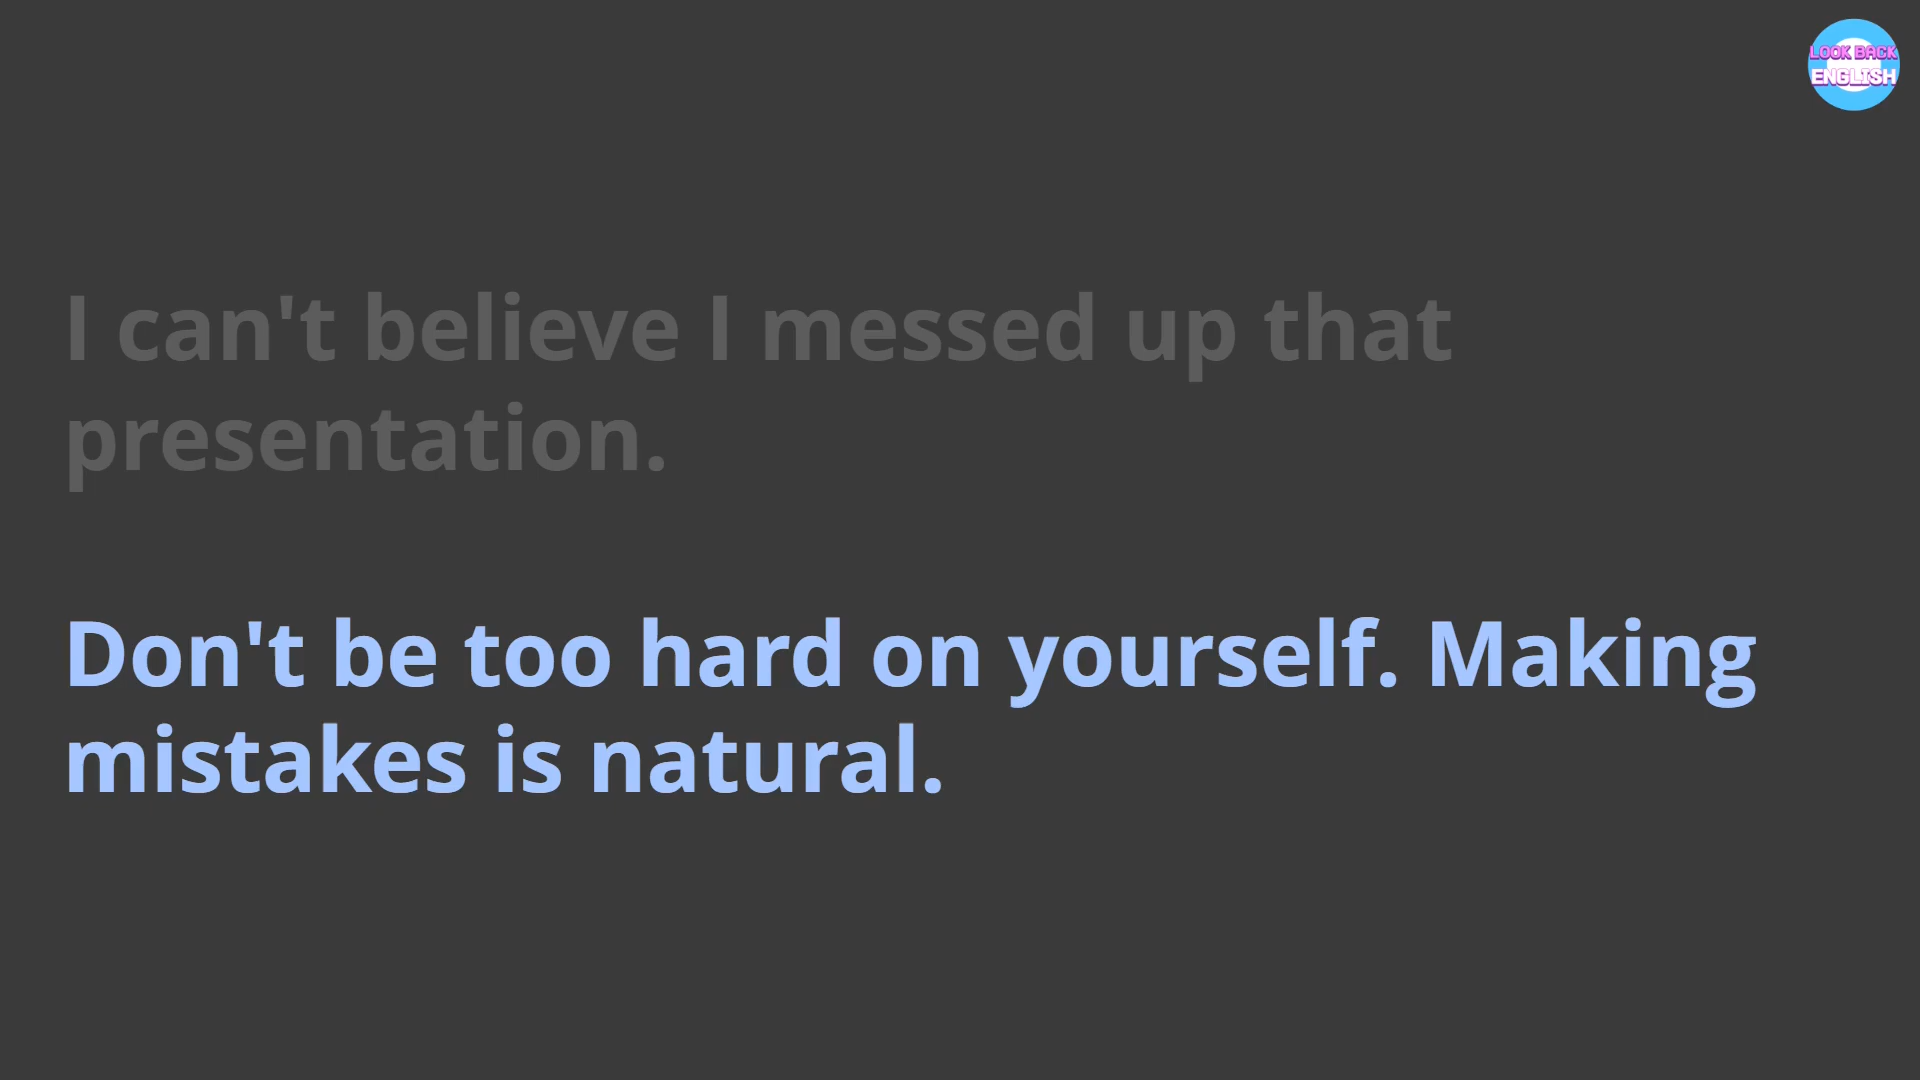 LOOK BACK
ENGLISH
I can't believe I messed up that
presentation.
Don't be too hard on yourself. Making
mistakes is natural.